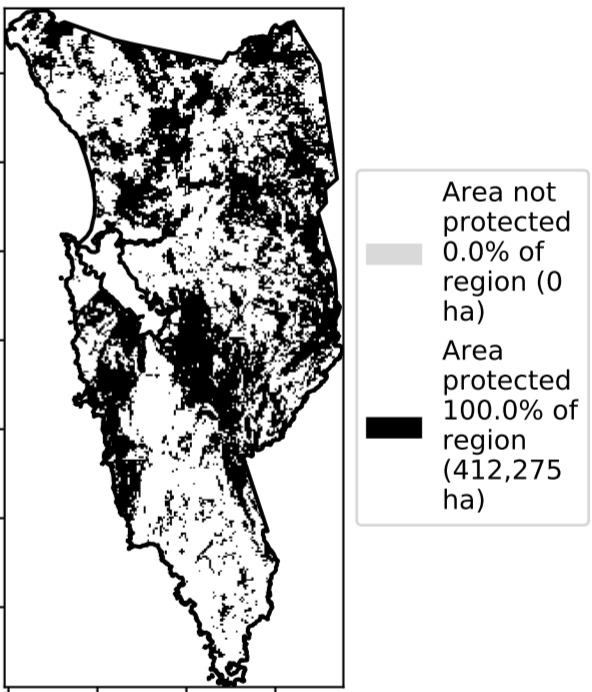 Area not
protected
0.0% of
region (0
ha)
Area
protected
100.0% of
region
(412,275
ha)